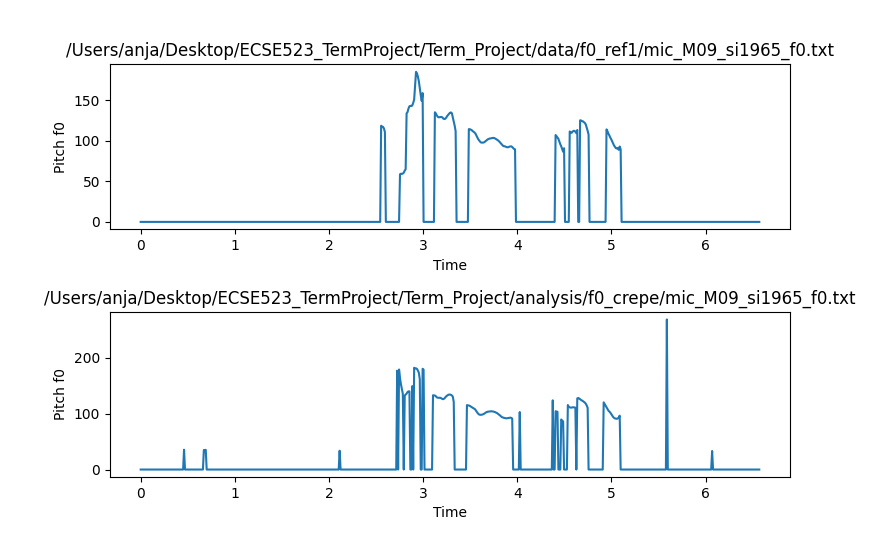 /Users/anja/Desktop/ECSE523_TermProject/Term_Project/data/f0_ref1/mic_M09_si1965_f0.txt
150
100
50
0
Pitch f0
0 1 2 3 4 5 6
Time
/Users/anja/Desktop/ECSE523_TermProject/Term_Project/analysis/f0_crepe/mic_M09_si1965_f0.txt
200
100
0
Pitch f0
0 1 2 3 4 5 6
Time